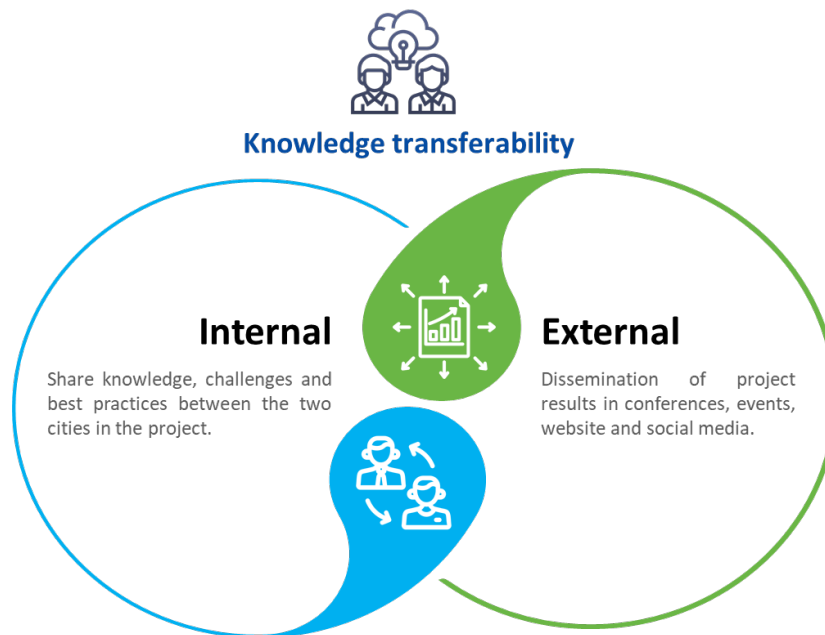 Knowledge transferability
Internal
Share knowledge, challenges and
best practices between the two
cities in the project.
External
Dissemination of project
results in conferences, events,
website and social media.